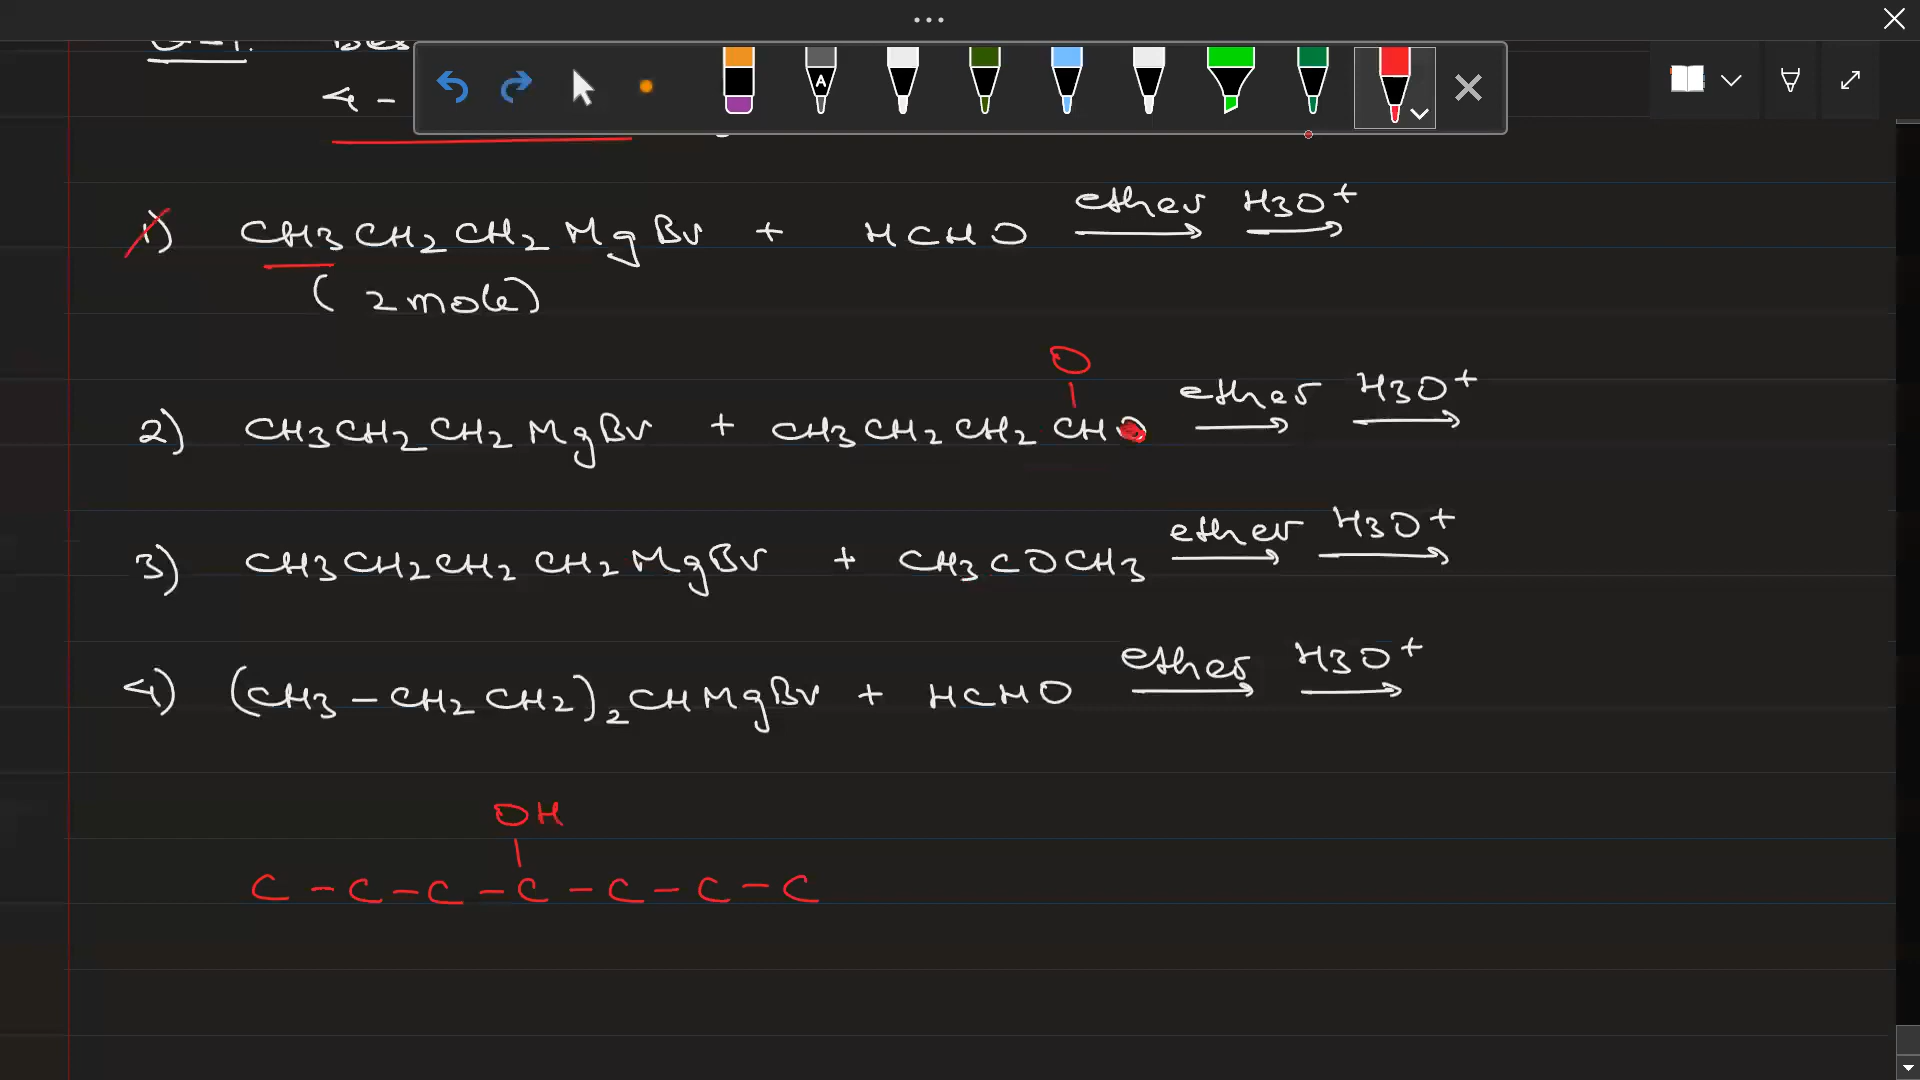 4 -
ether H3O+
1) CH3CH2CH2MgBr + HCHO
(2 mole)
O
ether H3O+
2) CH3CH2CH2MgBr + CH3CH2CH2CHO
ether H3O+
3) CH3CH2CH2CH2MgBr + CH3COCH3
ether H3O+
4) (CH3-CH2CH2)2CHMgBr + HCHO
OH
C - C - C - C - C - C - C